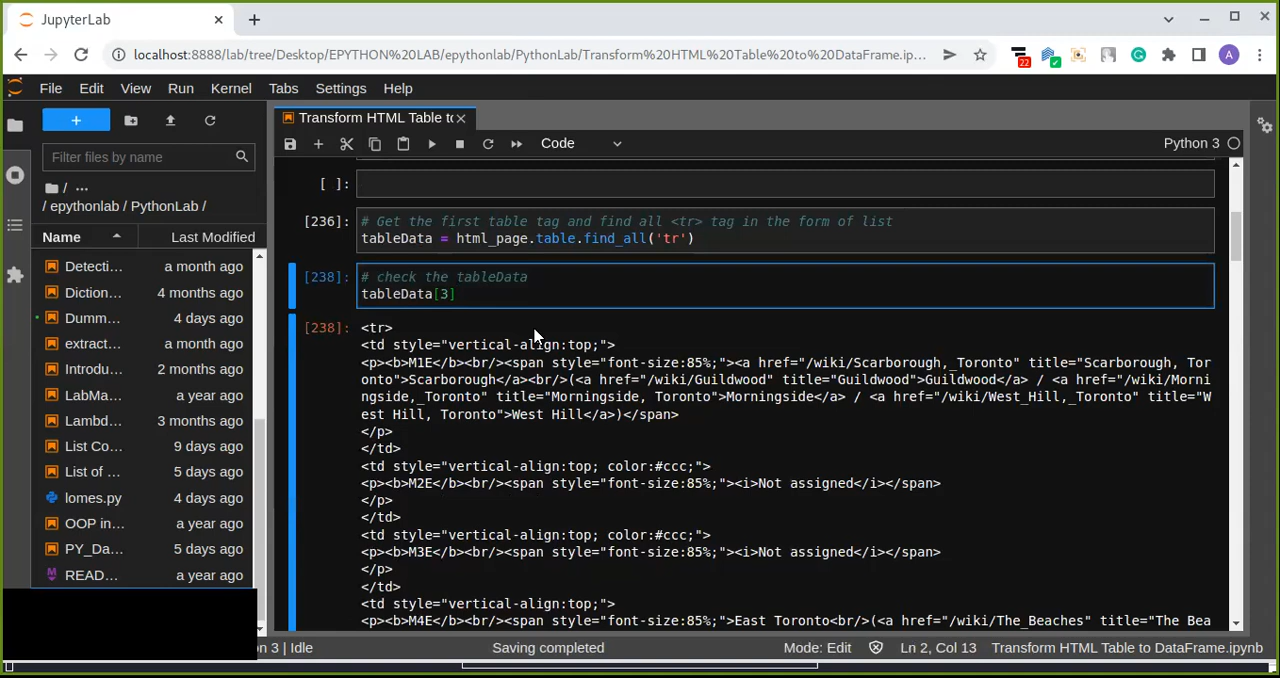 JupyterLab
localhost:8888/lab/tree/Desktop/EPYTHON%20LAB/epythonlab/PythonLab/Transform%20HTML%20Table%20to%20DataFrame.ip...
22
A
File Edit View Run Kernel Tabs Settings Help
Transform HTML Table to
Filter files by name
Code
Python 3
/ ...
/ epythonlab / PythonLab /
Name Last Modified
Detecti... a month ago
Diction... 4 months ago
Dumm... 4 days ago
extract... a month ago
Introdu... 2 months ago
LabMa... a year ago
Lambd... 3 months ago
List Co... 9 days ago
List of ... 5 days ago
lomes.py 4 days ago
OOP in... a year ago
PY_Da... 5 days ago
READ... a year ago
[ ]:
[236]: # Get the first table tag and find all <tr> tag in the form of list
tableData = html_page.table.find_all('tr')
[238]: # check the tableData
tableData[3]
[238]: <tr>
<td style="vertical-align:top;">
<p><b>M1E</b><br/><span style="font-size:85%;"><a href="/wiki/Scarborough,_Toronto" title="Scarborough, Tor
onto">Scarborough</a><br/>(<a href="/wiki/Guildwood" title="Guildwood">Guildwood</a> / <a href="/wiki/Morni
ngside,_Toronto" title="Morningside, Toronto">Morningside</a> / <a href="/wiki/West_Hill,_Toronto" title="W
est Hill, Toronto">West Hill</a>)</span>
</p>
</td>
<td style="vertical-align:top; color:#ccc;">
<p><b>M2E</b><br/><span style="font-size:85%;"><i>Not assigned</i></span>
</p>
</td>
<td style="vertical-align:top; color:#ccc;">
<p><b>M3E</b><br/><span style="font-size:85%;"><i>Not assigned</i></span>
</p>
</td>
<td style="vertical-align:top;">
<p><b>M4E</b><br/><span style="font-size:85%;">East Toronto<br/>(<a href="/wiki/The_Beaches" title="The Bea
on 3 | Idle Saving completed Mode: Edit Ln 2, Col 13 Transform HTML Table to DataFrame.ipynb